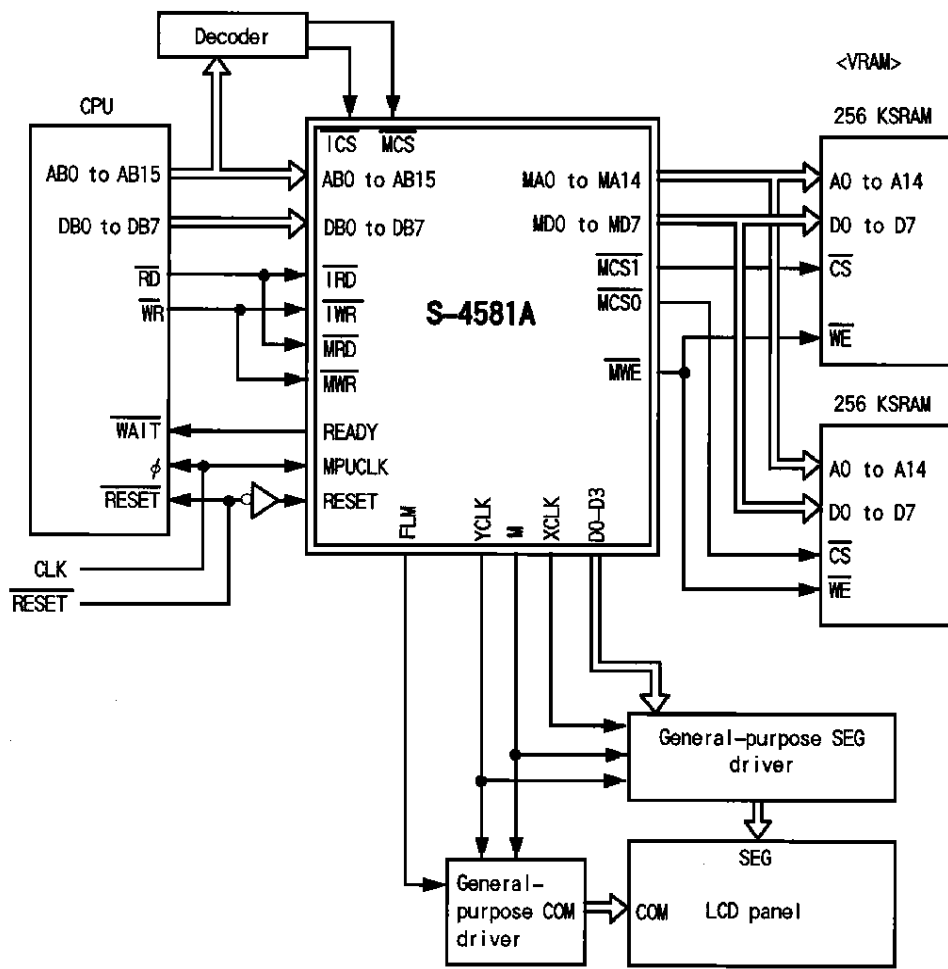 Decoder
<VRAM>
CPU
256 KSRAM
AB0 to AB15
DB0 to DB7
RD
WR
WAIT
ϕ
RESET
CLK
RESET
ICS MCS
AB0 to AB15
DB0 to DB7
IRD
IWR
MRD
MWR
READY
MPUCLK
RESET
S-4581A
MA0 to MA14
MD0 to MD7
MCS1
MCS0
MWE
FLM
YCLK
M
XCLK
D0-D3
A0 to A14
D0 to D7
CS
WE
256 KSRAM
A0 to A14
D0 to D7
CS
WE
General-purpose SEG
driver
General-
purpose COM
driver
SEG
COM
LCD panel